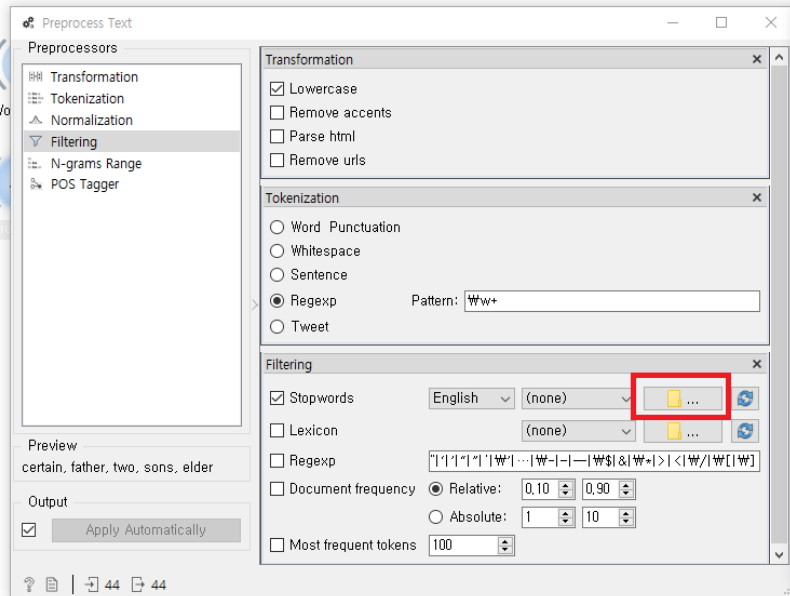 Preprocess Text
Preprocessors
Transformation
Tokenization
Normalization
Filtering
N-grams Range
POS Tagger
Transformation
Lowercase
Remove accents
Parse html
Remove urls
Tokenization
Word Punctuation
Whitespace
Sentence
Regexp Pattern: ₩w+
Tweet
Filtering
Stopwords English (none) ...
Lexicon (none) ...
Regexp
Document frequency Relative: 0,10 0,90
Absolute: 1 10
Most frequent tokens 100
Preview
certain, father, two, sons, elder
Output
Apply Automatically
? 44 44